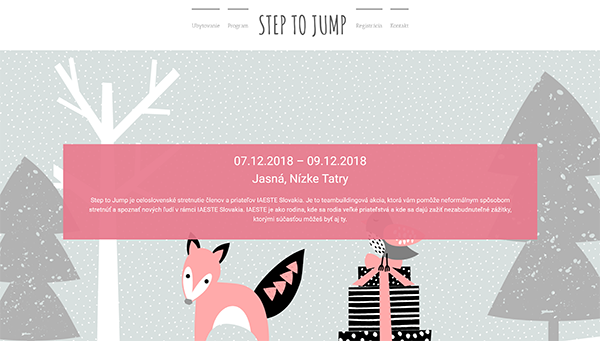 Ubytovanie Program STEP TO JUMP Registrácia Kontakt
07.12.2018 – 09.12.2018
Jasná, Nízke Tatry
Step to Jump je celoslovenské stretnutie členov a priateľov IAESTE Slovakia. Je to teambuildingová akcia, ktorá vám pomôže neformálnym spôsobom
stretnúť a spoznať nových ľudí v rámci IAESTE Slovakia. IAESTE je ako rodina, kde sa rodia veľké priateľstvá a kde sa dajú zažiť nezabudnuteľné zážitky,
ktorými súčasťou môžeš byť aj ty.